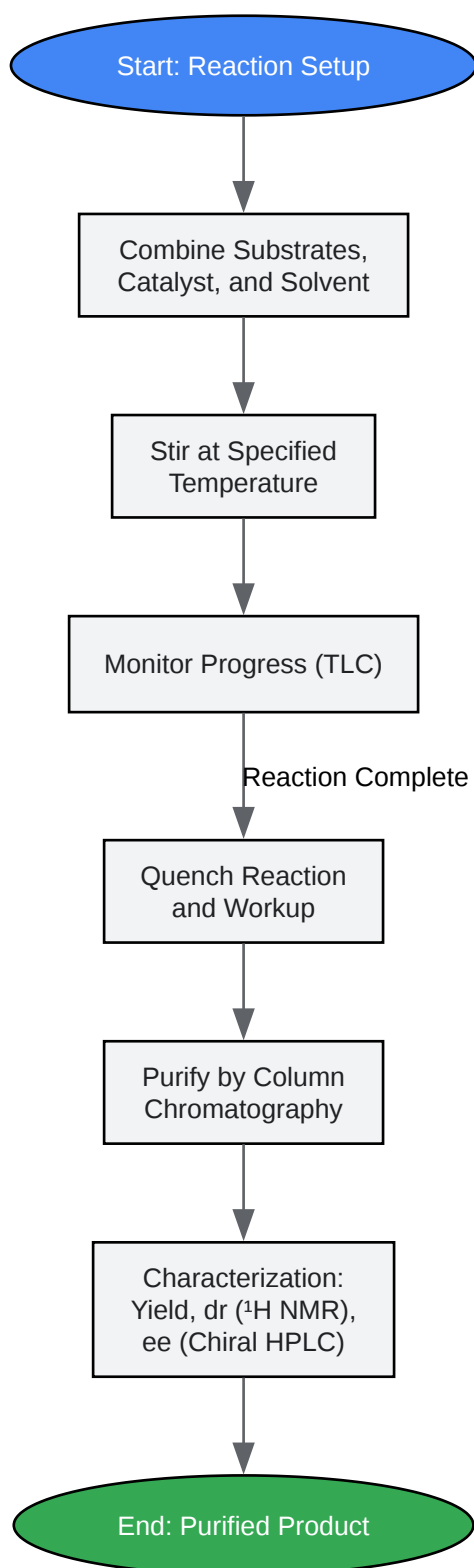 Start: Reaction Setup
Combine Substrates,
Catalyst, and Solvent
Stir at Specified
Temperature
Monitor Progress (TLC)
Reaction Complete
Quench Reaction
and Workup
Purify by Column
Chromatography
Characterization:
Yield, dr (¹H NMR),
ee (Chiral HPLC)
End: Purified Product